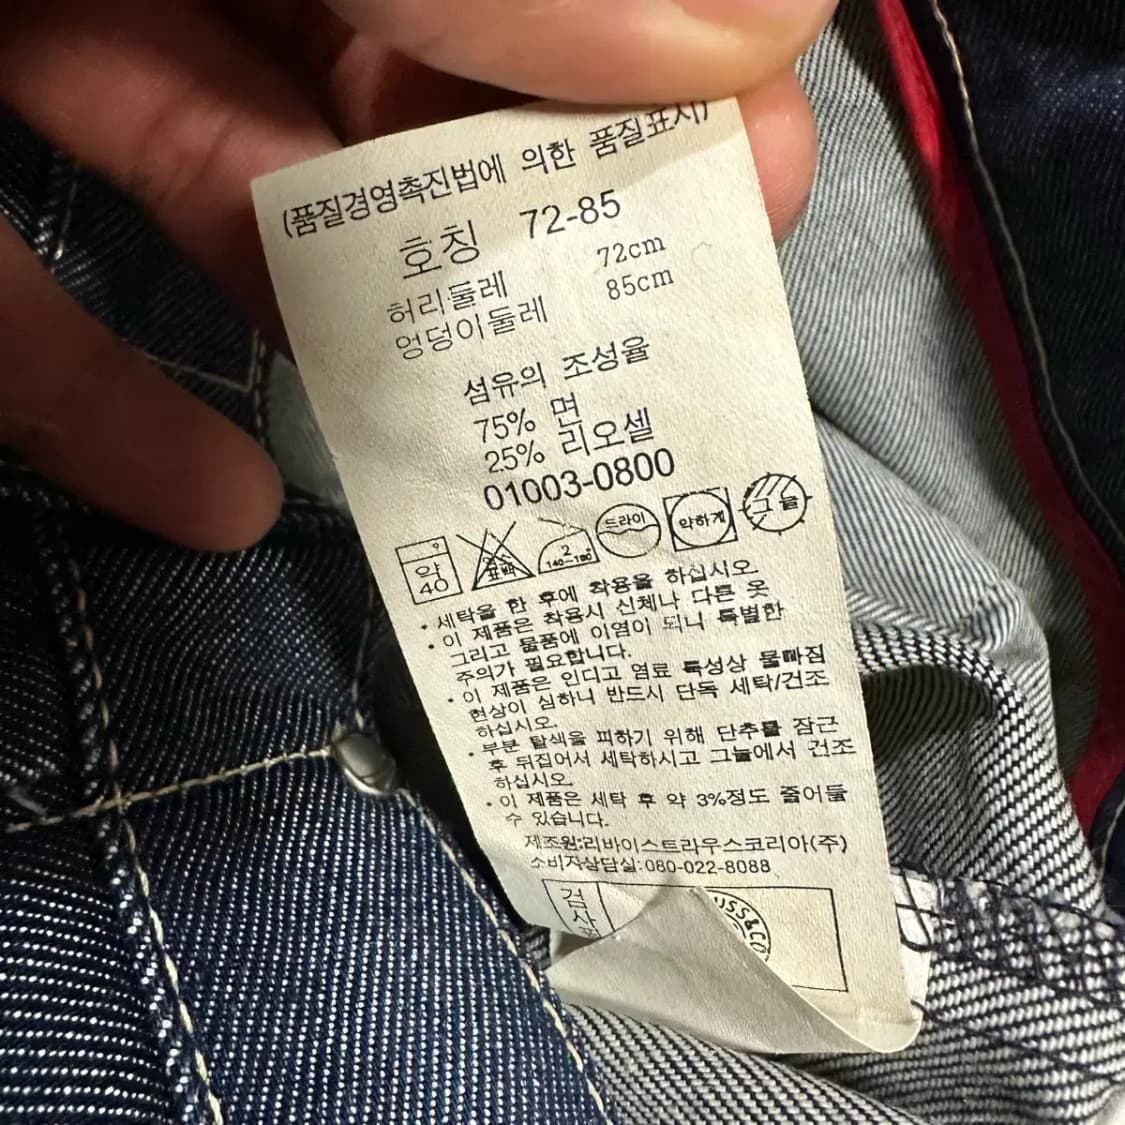 (품질경영촉진법에 의한 품질표시)
호칭 72-85
허리둘레 72cm
엉덩이둘레 85cm
섬유의 조성율
75% 면
25% 리오셀
01003-0800
약 40
표백
2 140~160°
드라이
약하게
그늘
• 세탁을 한 후에 착용을 하십시오.
• 이 제품은 착용시 신체나 다른 옷
그리고 물품에 이염이 되니 특별한
주의가 필요합니다.
• 이 제품은 인디고 염료 특성상 물빠짐
현상이 심하니 반드시 단독 세탁/건조
하십시오.
• 부분 탈색을 피하기 위해 단추를 잠근
후 뒤집어서 세탁하시고 그늘에서 건조
하십시오.
• 이 제품은 세탁 후 약 3%정도 줄어들
수 있습니다.
제조원:리바이스트라우스코리아(주)
소비자상담실:080-022-8088
검사
USS&CO